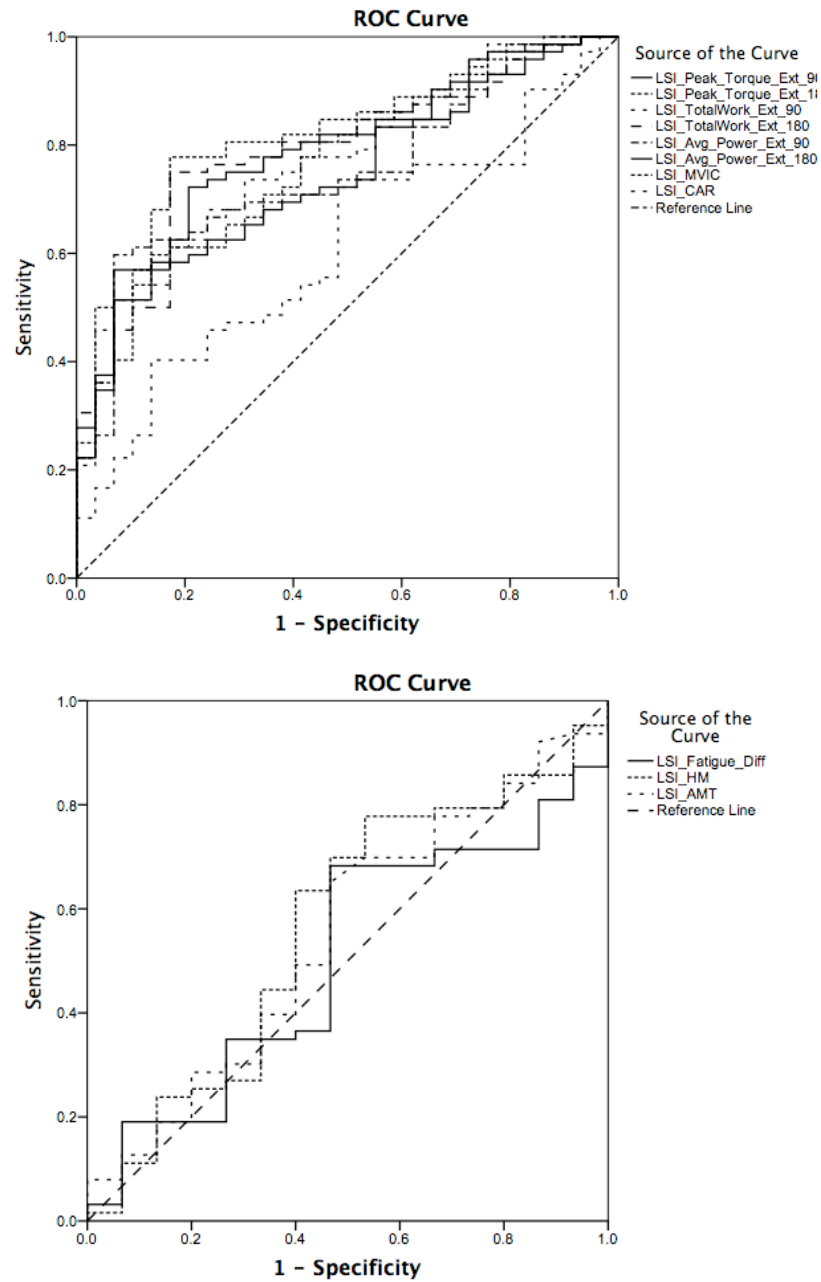 ROC Curve
Source of the Curve
LSI_Peak_Torque_Ext_90
LSI_Peak_Torque_Ext_18
LSI_TotalWork_Ext_90
LSI_TotalWork_Ext_180
LSI_Avg_Power_Ext_90
LSI_Avg_Power_Ext_180
LSI_MVIC
LSI_CAR
Reference Line
Sensitivity
1.0
0.8
0.6
0.4
0.2
0.0
0.0 0.2 0.4 0.6 0.8 1.0
1 - Specificity
ROC Curve
Source of the
Curve
LSI_Fatigue_Diff
LSI_HM
LSI_AMT
Reference Line
Sensitivity
1.0
0.8
0.6
0.4
0.2
0.0
0.0 0.2 0.4 0.6 0.8 1.0
1 - Specificity